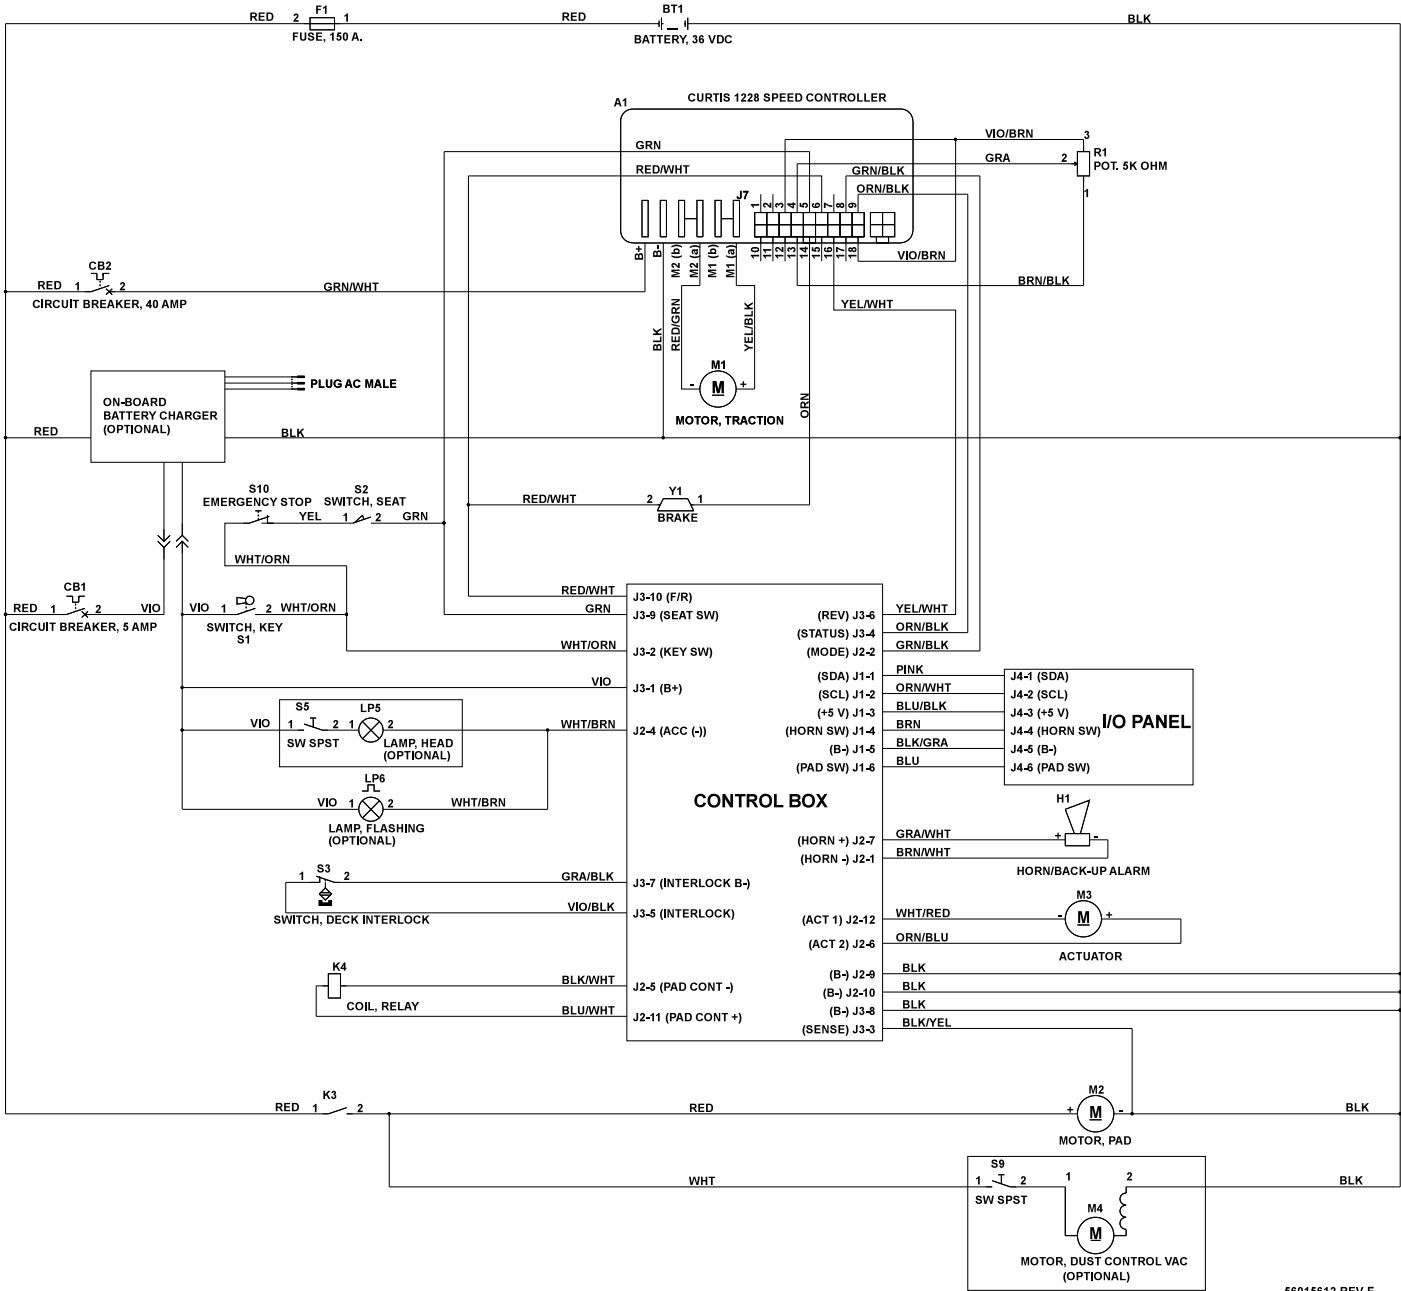 RED 2 F1 1 RED BT1 BLK
FUSE, 150 A.
BATTERY, 36 VDC
A1 CURTIS 1228 SPEED CONTROLLER
GRN
RED/WHT
VIO/BRN 3
GRA 2 R1
POT. 5K OHM
GRN/BLK
ORN/BLK 1
J7
1 2 3 4 5 6 7 8 9
10 11 12 13 14 15 16 17 18
B+ B- M2 (b) M2 (a) M1 (b) M1 (a)
VIO/BRN
BRN/BLK
YEL/WHT
CB2
RED 1 2 GRN/WHT
CIRCUIT BREAKER, 40 AMP
BLK RED/GRN YEL/BLK
M1
- M +
MOTOR, TRACTION
ORN
PLUG AC MALE
ON-BOARD
BATTERY CHARGER
(OPTIONAL)
RED BLK
S10
EMERGENCY STOP
S2
SWITCH, SEAT
YEL 1 2 GRN
RED/WHT 2 Y1 1
BRAKE
WHT/ORN
CB1
RED 1 2 VIO
CIRCUIT BREAKER, 5 AMP
VIO 1 2 WHT/ORN
SWITCH, KEY
S1
RED/WHT J3-10 (F/R)
GRN J3-9 (SEAT SW)
WHT/ORN J3-2 (KEY SW)
VIO J3-1 (B+)
S5 LP5
VIO 1 2 1 2 WHT/BRN J2-4 (ACC (-))
SW SPST LAMP, HEAD
(OPTIONAL)
LP6
VIO 1 2 WHT/BRN
LAMP, FLASHING
(OPTIONAL)
CONTROL BOX
S3
1 2 GRA/BLK J3-7 (INTERLOCK B-)
VIO/BLK J3-5 (INTERLOCK)
SWITCH, DECK INTERLOCK
K4
BLK/WHT J2-5 (PAD CONT -)
COIL, RELAY
BLU/WHT J2-11 (PAD CONT +)
(REV) J3-6 YEL/WHT
(STATUS) J3-4 ORN/BLK
(MODE) J2-2 GRN/BLK
(SDA) J1-1 PINK J4-1 (SDA)
(SCL) J1-2 ORN/WHT J4-2 (SCL)
(+5 V) J1-3 BLU/BLK J4-3 (+5 V)
(HORN SW) J1-4 BRN J4-4 (HORN SW)
(B-) J1-5 BLK/GRA J4-5 (B-)
(PAD SW) J1-6 BLU J4-6 (PAD SW)
I/O PANEL
H1
(HORN +) J2-7 GRA/WHT + -
(HORN -) J2-1 BRN/WHT
HORN/BACK-UP ALARM
M3
(ACT 1) J2-12 WHT/RED - M +
(ACT 2) J2-6 ORN/BLU
ACTUATOR
(B-) J2-9 BLK
(B-) J2-10 BLK
(B-) J3-8 BLK
(SENSE) J3-3 BLK/YEL
K3
RED 1 2 RED
M2
+ M - BLK
MOTOR, PAD
WHT
S9
1 2
SW SPST
1 2 BLK
M4
M
MOTOR, DUST CONTROL VAC
(OPTIONAL)